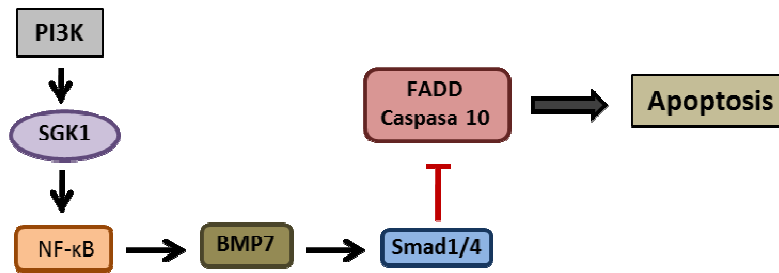 PI3K
SGK1
NF-κB
BMP7
Smad1/4
FADD
Caspasa 10
Apoptosis